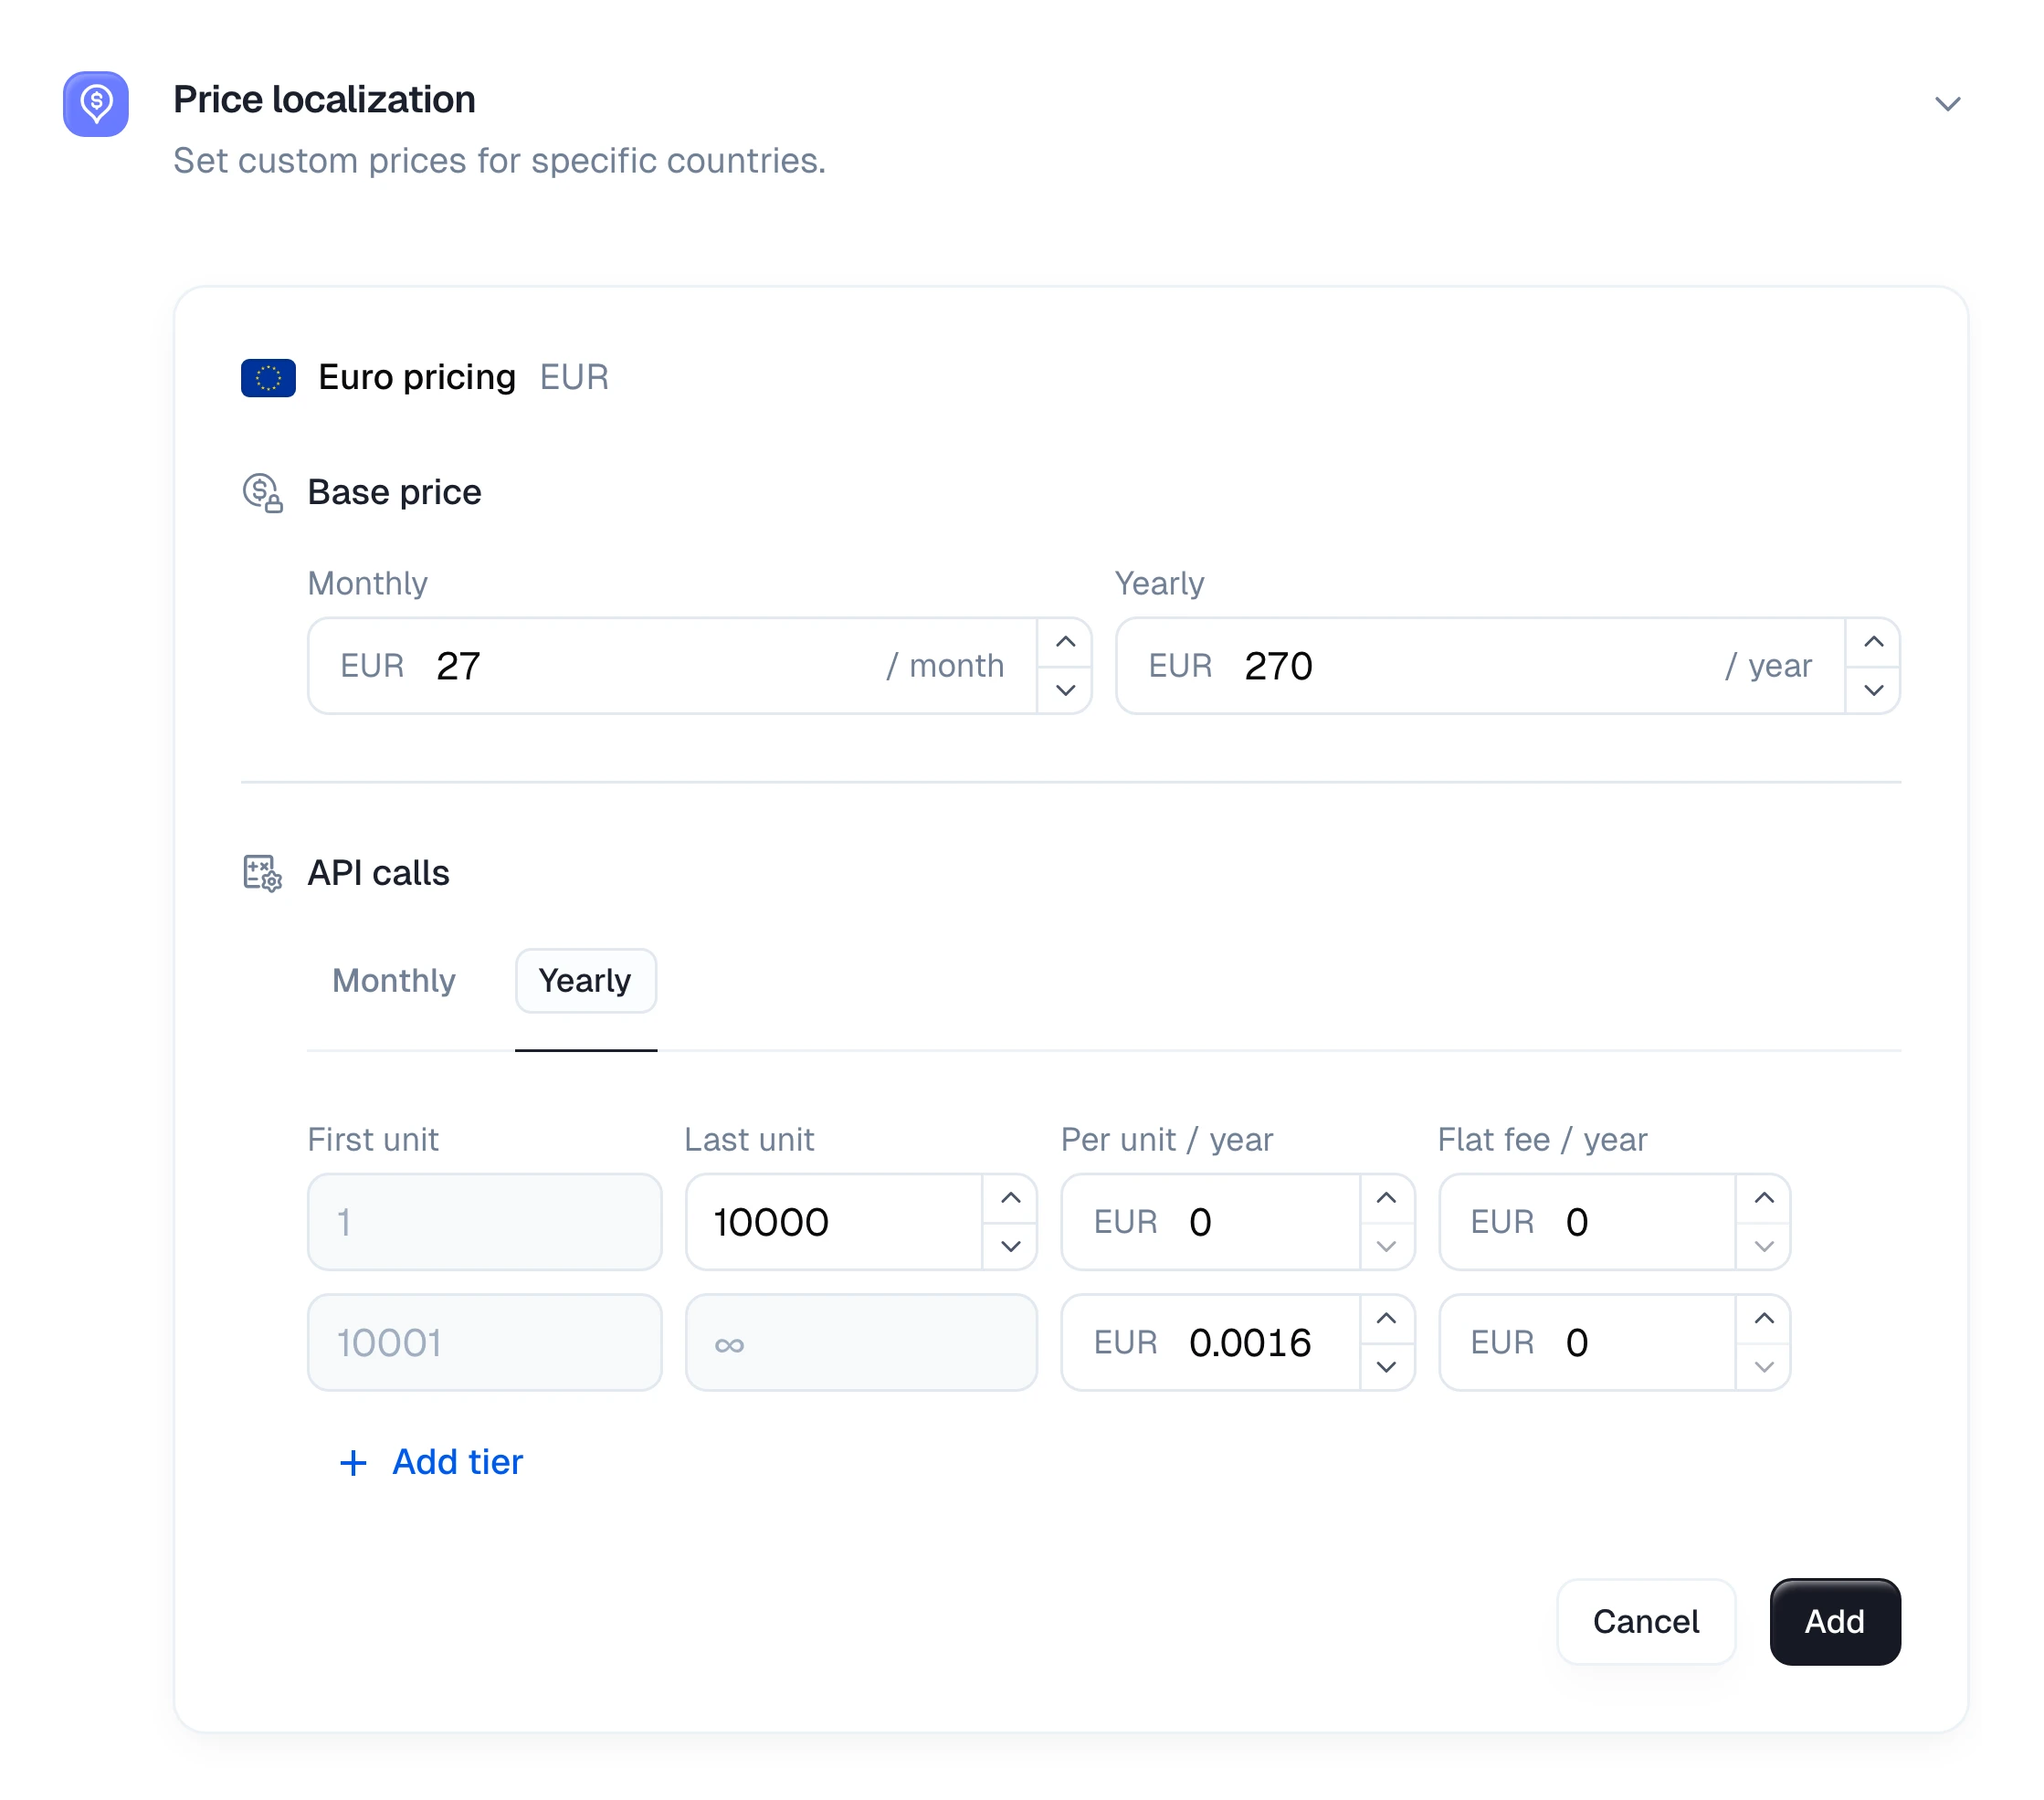 Price localization
Set custom prices for specific countries.
Euro pricing EUR
Base price
Monthly Yearly
EUR 27 / month EUR 270 / year
API calls
Monthly Yearly
First unit Last unit Per unit / year Flat fee / year
1 10000 EUR 0 EUR 0
10001 ∞ EUR 0.0016 EUR 0
+ Add tier
Cancel Add